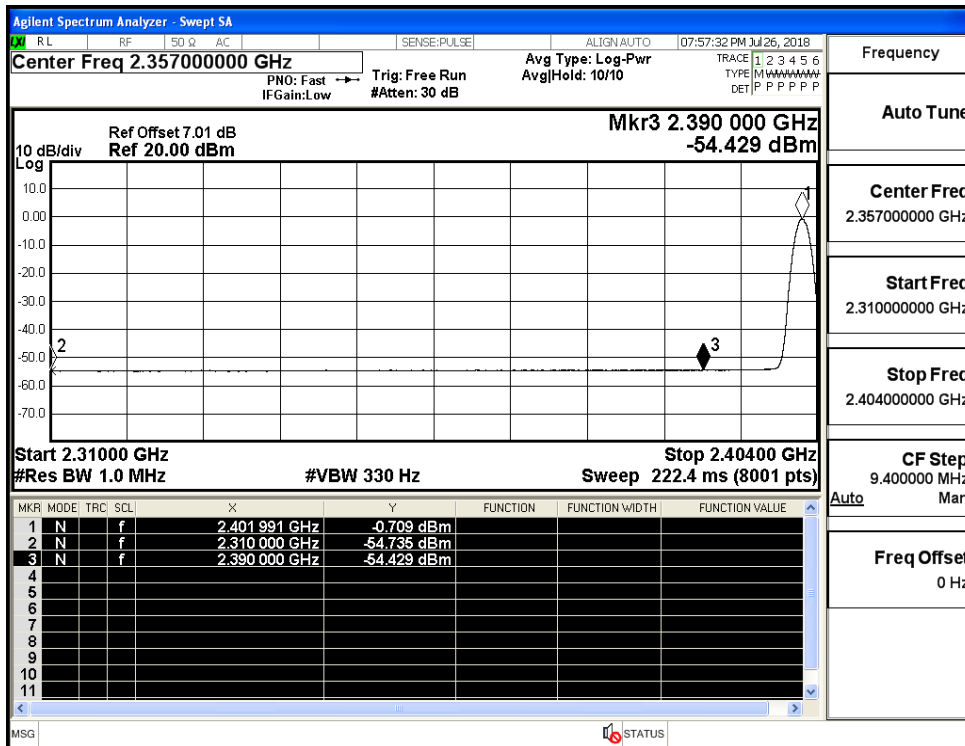 Agilent Spectrum Analyzer - Swept SA
LXI RL RF 50 Ω AC SENSE:PULSE ALIGN AUTO 07:57:32 PM Jul 26, 2018
Center Freq 2.357000000 GHz
PNO: Fast
IFGain:Low
Trig: Free Run
#Atten: 30 dB
Avg Type: Log-Pwr
Avg|Hold: 10/10
TRACE 1 2 3 4 5 6
TYPE M
DET P P P P P P
Ref Offset 7.01 dB
10 dB/div Ref 20.00 dBm
Log
Mkr3 2.390 000 GHz
-54.429 dBm
10.0
0.00
-10.0
-20.0
-30.0
-40.0
-50.0
-60.0
-70.0
1
2
3
Start 2.31000 GHz Stop 2.40400 GHz
#Res BW 1.0 MHz #VBW 330 Hz Sweep 222.4 ms (8001 pts)
MKR MODE TRC SCL X Y FUNCTION FUNCTION WIDTH FUNCTION VALUE
1 N f 2.401 991 GHz -0.709 dBm
2 N f 2.310 000 GHz -54.735 dBm
3 N f 2.390 000 GHz -54.429 dBm
4
5
6
7
8
9
10
11
MSG STATUS
Frequency
Auto Tune
Center Freq
2.357000000 GHz
Start Freq
2.310000000 GHz
Stop Freq
2.404000000 GHz
CF Step
9.400000 MHz
Auto Man
Freq Offset
0 Hz